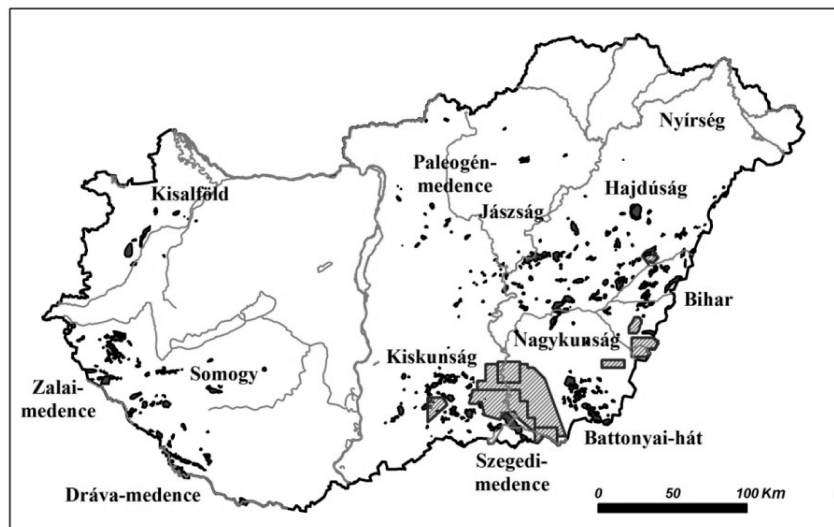 Nyírség
Paleogén-
medence
Hajdúság
Kisalföld
Jászság
Bihar
Nagykunság
Kiskunság
Somogy
Zalai-
medence
Battonyai-hát
Szegedi-
medence
Dráva-medence
0 50 100 Km